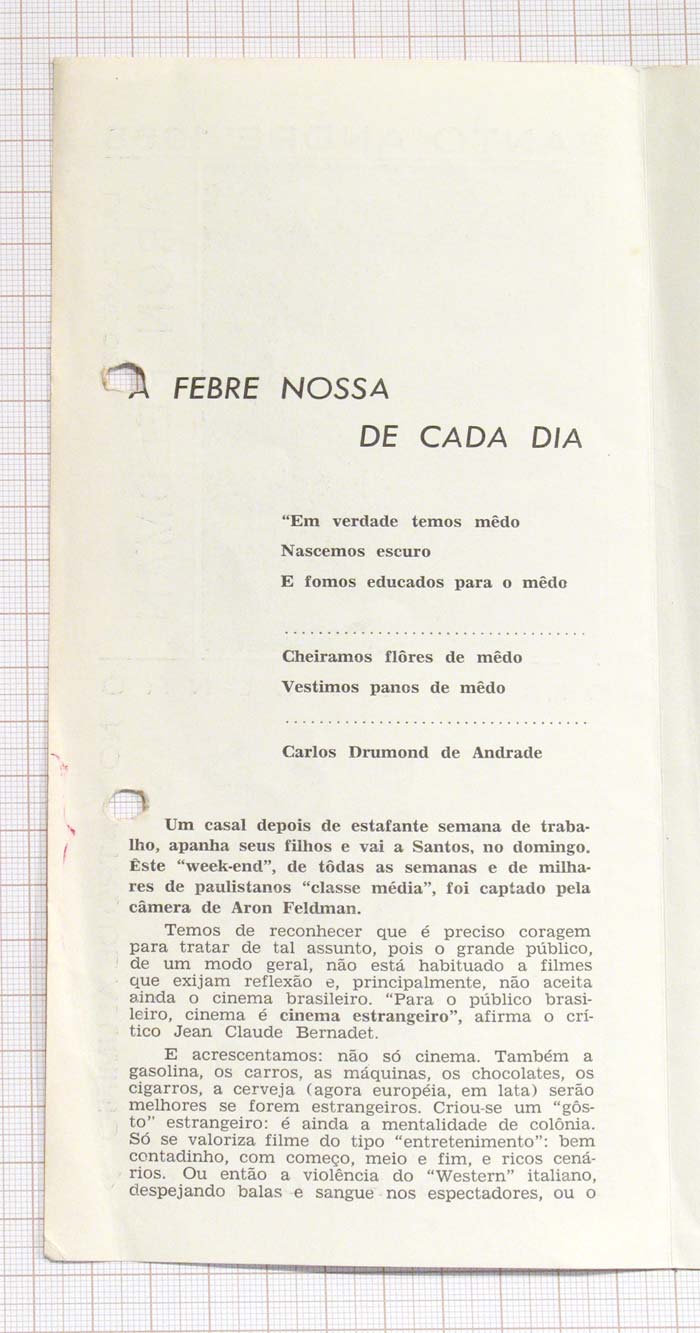 A FEBRE NOSSA
DE CADA DIA
“Em verdade temos mêdo
Nascemos escuro
E fomos educados para o mêdo
...................................
Cheiramos flôres de mêdo
Vestimos panos de mêdo
...................................
Carlos Drumond de Andrade
Um casal depois de estafante semana de traba-
lho, apanha seus filhos e vai a Santos, no domingo.
Êste “week-end”, de tôdas as semanas e de milha-
res de paulistanos “classe média”, foi captado pela
câmera de Aron Feldman.
Temos de reconhecer que é preciso coragem
para tratar de tal assunto, pois o grande público,
de um modo geral, não está habituado a filmes
que exijam reflexão e, principalmente, não aceita
ainda o cinema brasileiro. “Para o público brasi-
leiro, cinema é cinema estrangeiro”, afirma o crí-
tico Jean Claude Bernadet.
E acrescentamos: não só cinema. Também a
gasolina, os carros, as máquinas, os chocolates, os
cigarros, a cerveja (agora européia, em lata) serão
melhores se forem estrangeiros. Criou-se um “gôs-
to” estrangeiro: é ainda a mentalidade de colônia.
Só se valoriza filme do tipo “entretenimento”: bem
contadinho, com começo, meio e fim, e ricos cená-
rios. Ou então a violência do “Western” italiano,
despejando balas e sangue nos espectadores, ou o